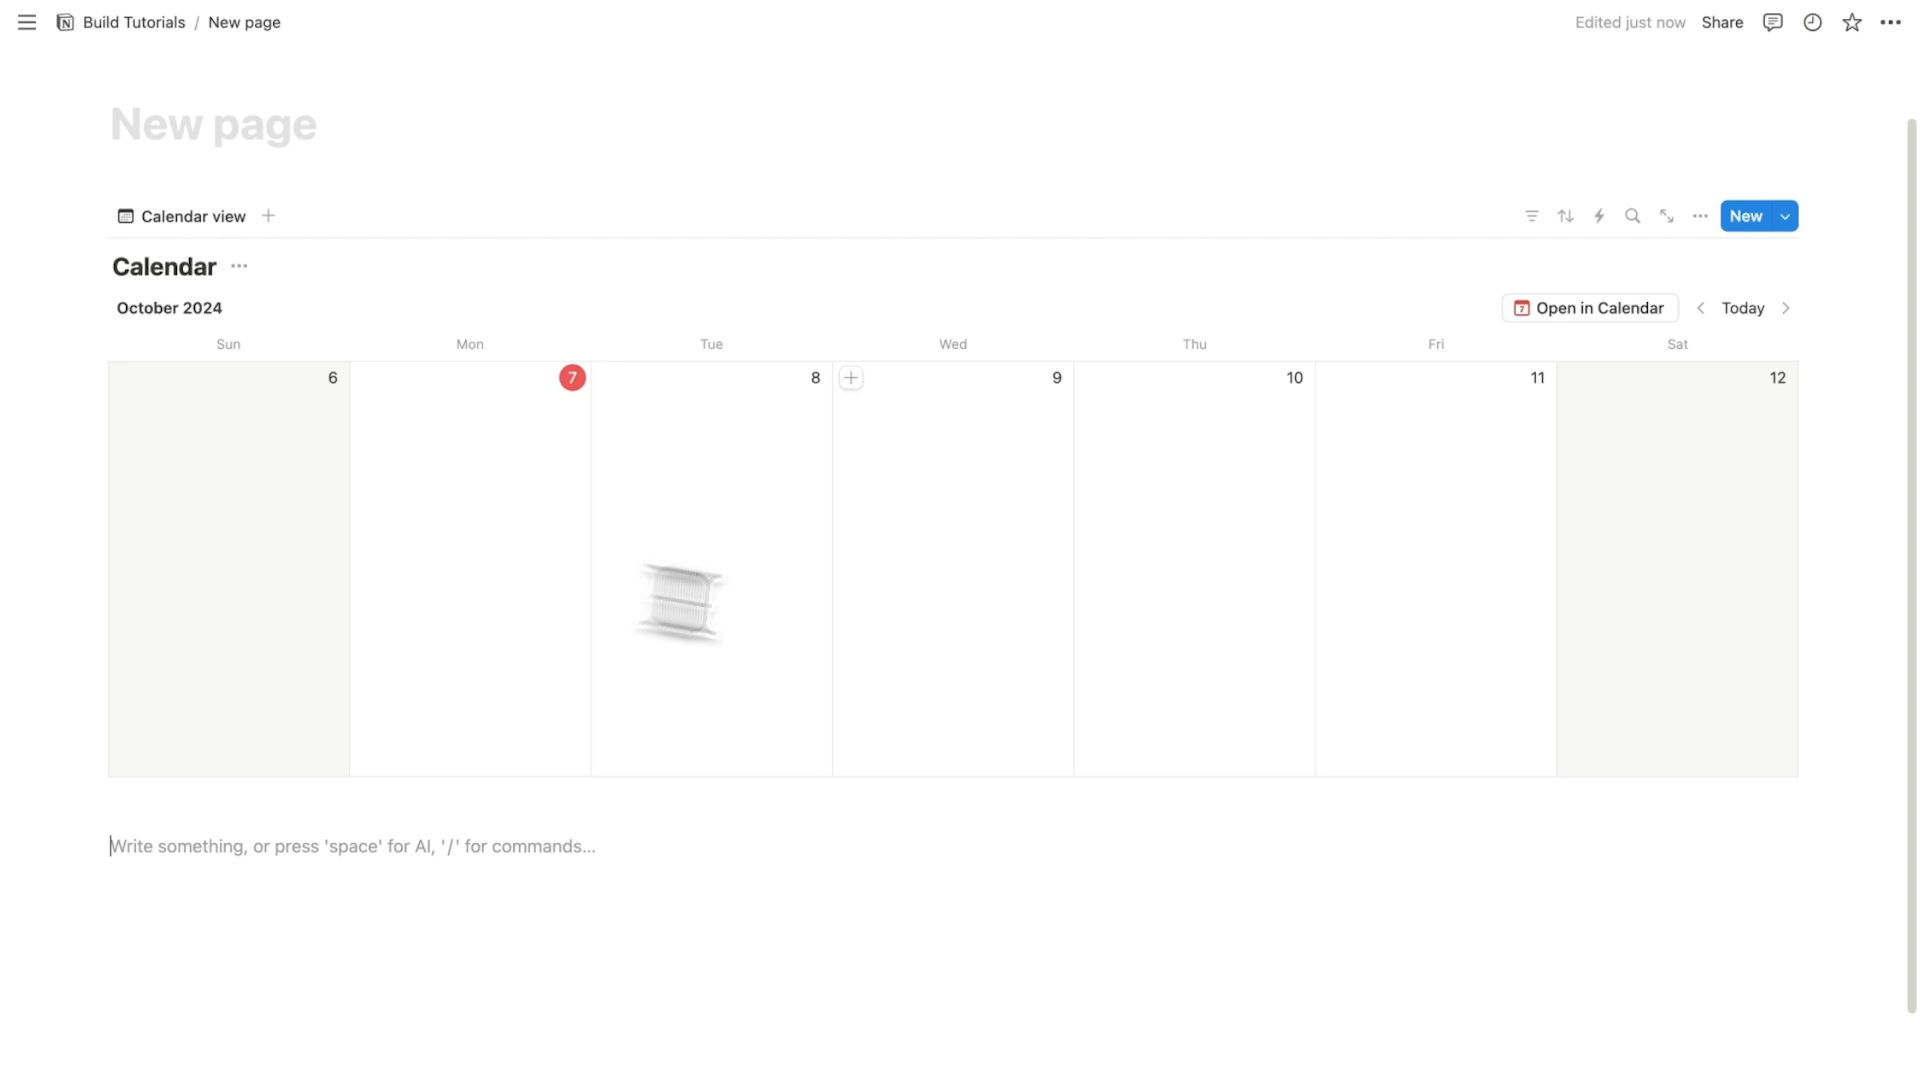 Build Tutorials / New page
Edited just now Share
New page
Calendar view
New
Calendar
October 2024
7 Open in Calendar Today
Sun Mon Tue Wed Thu Fri Sat
6 7 8 9 10 11 12
Write something, or press 'space' for AI, '/' for commands...